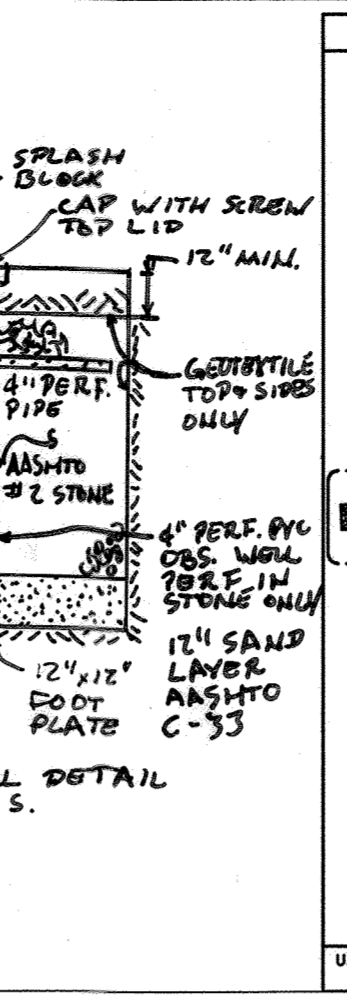 SPLASH
BLOCK
CAP WITH SCREW
TOP LID
12" MIN.
GEOTEXTILE
TOP & SIDES
ONLY
4" PERF.
PIPE
AASHTO
#2 STONE
4" PERF. PVC
OBS. WELL
PERF. IN
STONE ONLY
12" SAND
LAYER
AASHTO
C-33
12"x12"
FOOT
PLATE
L DETAIL
S.
U